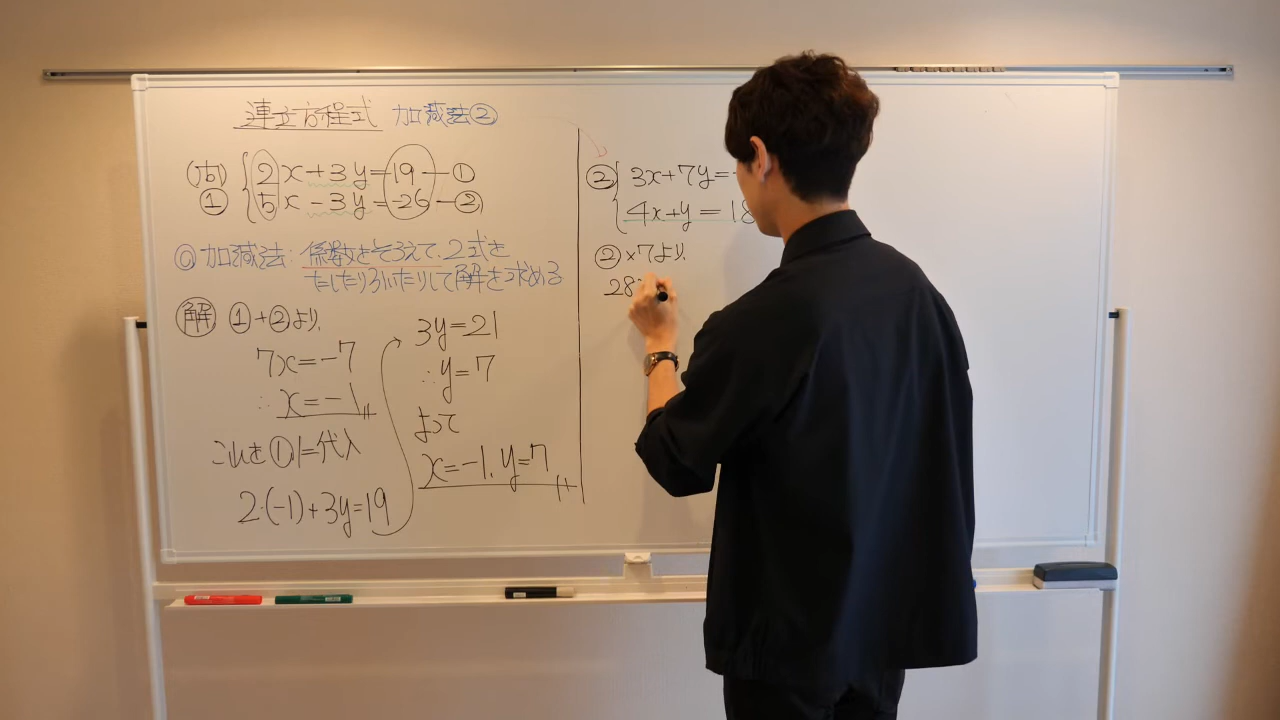 連立方程式 加減法②
(例) 2x+3y=19 ー①
① 5x-3y=-26 ー②
◎加減法:係数をそろえて、2式を
たしたりひいたりして解を求める
解 ①+②より、
7x=-7
∴ x=-1
これを①に代入
2・(-1)+3y=19
3y=21
∴y=7
よって
x=-1, y=7
② 3x+7y=
4x+y=18
②×7より、
28